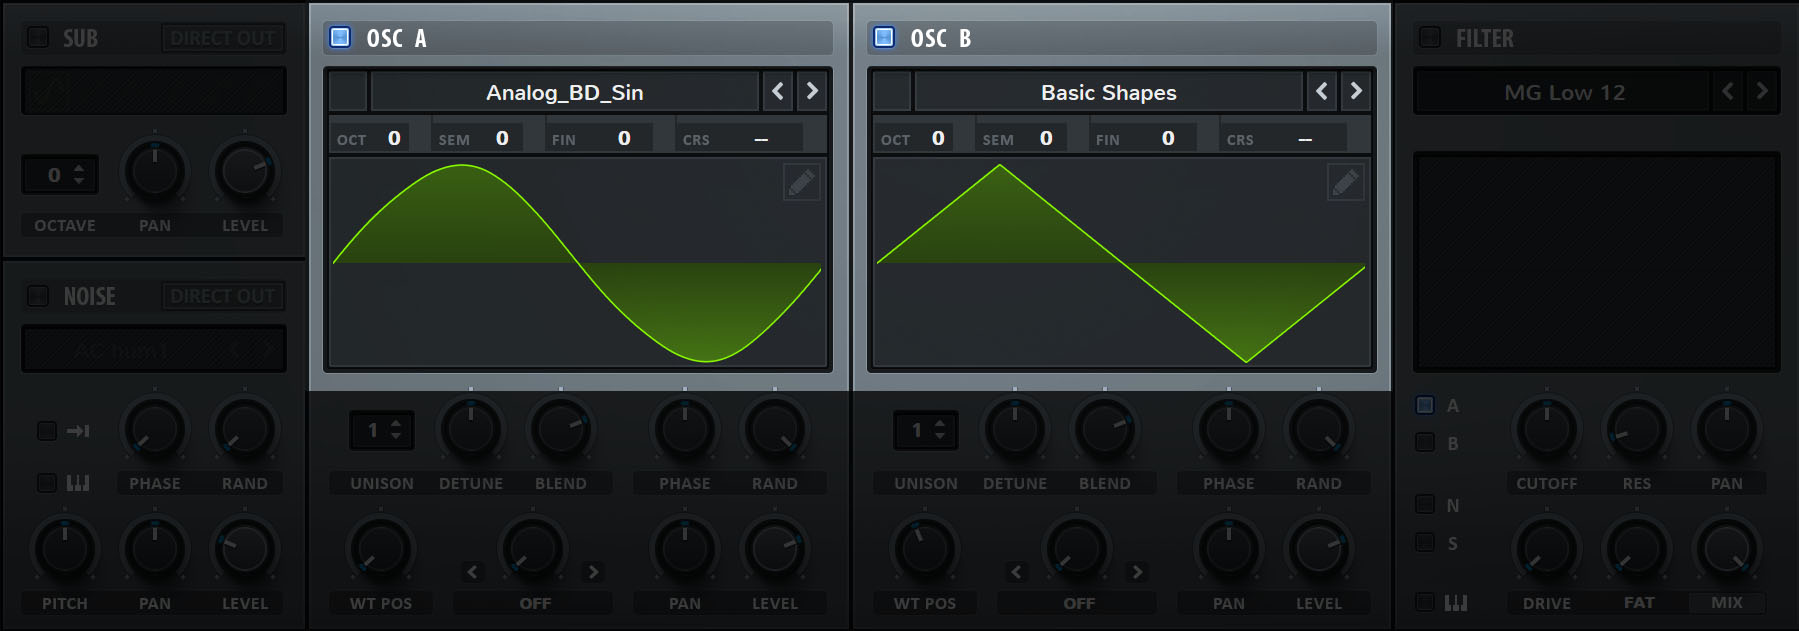 SUB DIRECT OUT
0
OCTAVE PAN LEVEL
NOISE DIRECT OUT
AC hum1
PHASE RAND
PITCH PAN LEVEL
OSC A
Analog_BD_Sin
OCT 0 SEM 0 FIN 0 CRS --
1
UNISON DETUNE BLEND PHASE RAND
WT POS OFF PAN LEVEL
OSC B
Basic Shapes
OCT 0 SEM 0 FIN 0 CRS --
1
UNISON DETUNE BLEND PHASE RAND
WT POS OFF PAN LEVEL
FILTER
MG Low 12
A
B
CUTOFF RES PAN
N
S
DRIVE FAT MIX